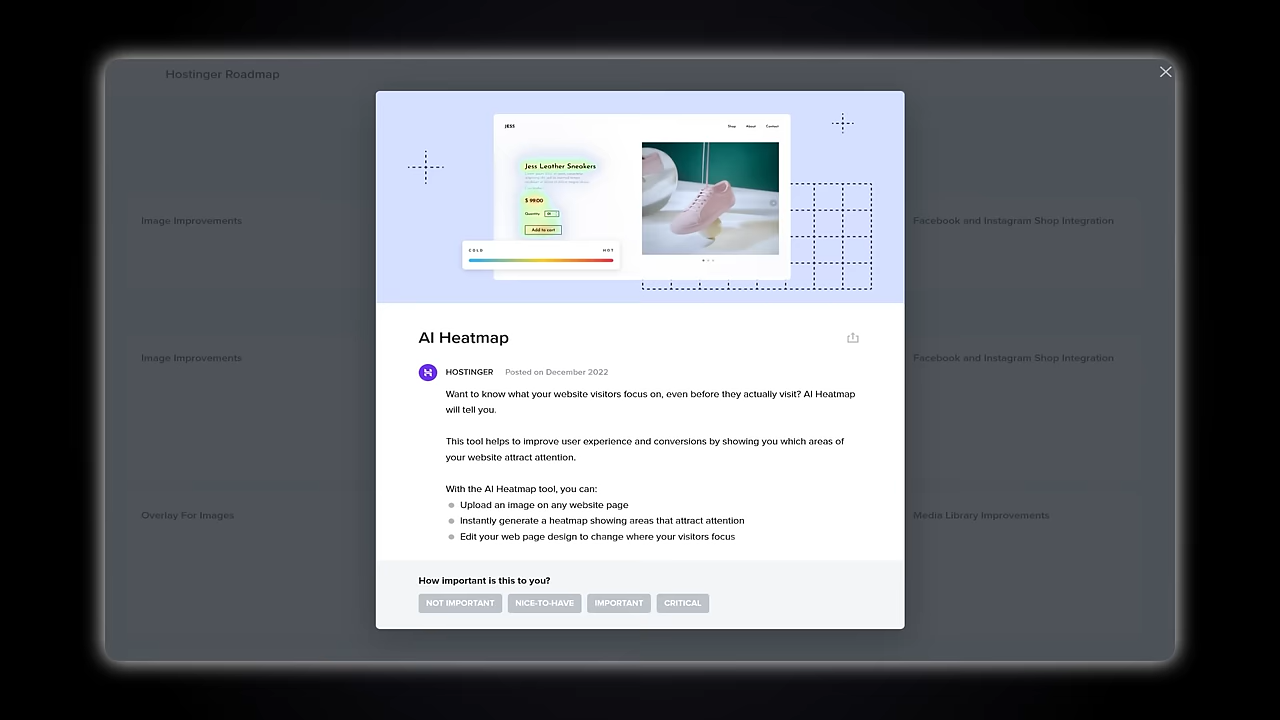 Hostinger Roadmap
JESS
Shop About Contact
Jess Leather Sneakers
$ 99.00
Quantity
Add to cart
COLD HOT
Image Improvements
Facebook and Instagram Shop Integration
AI Heatmap
HOSTINGER Posted on December 2022
Image Improvements
Facebook and Instagram Shop Integration
Want to know what your website visitors focus on, even before they actually visit? AI Heatmap
will tell you.
This tool helps to improve user experience and conversions by showing you which areas of
your website attract attention.
With the AI Heatmap tool, you can:
Upload an image on any website page
Instantly generate a heatmap showing areas that attract attention
Edit your web page design to change where your visitors focus
Overlay For Images
Media Library Improvements
How important is this to you?
NOT IMPORTANT NICE-TO-HAVE IMPORTANT CRITICAL